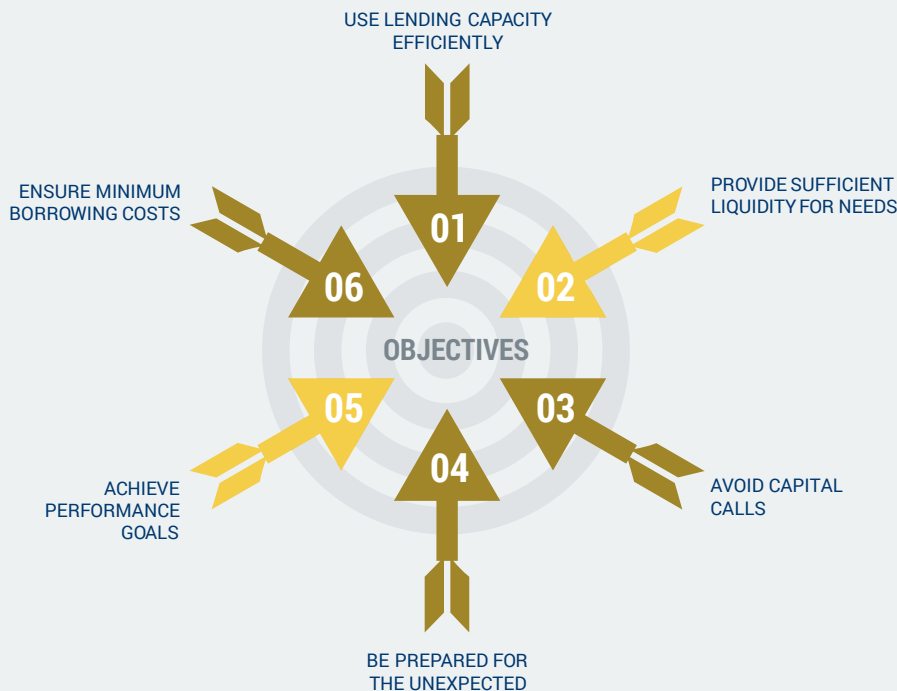 USE LENDING CAPACITY
EFFICIENTLY
01
PROVIDE SUFFICIENT
LIQUIDITY FOR NEEDS
02
OBJECTIVES
03
AVOID CAPITAL
CALLS
04
BE PREPARED FOR
THE UNEXPECTED
05
ACHIEVE
PERFORMANCE
GOALS
06
ENSURE MINIMUM
BORROWING COSTS